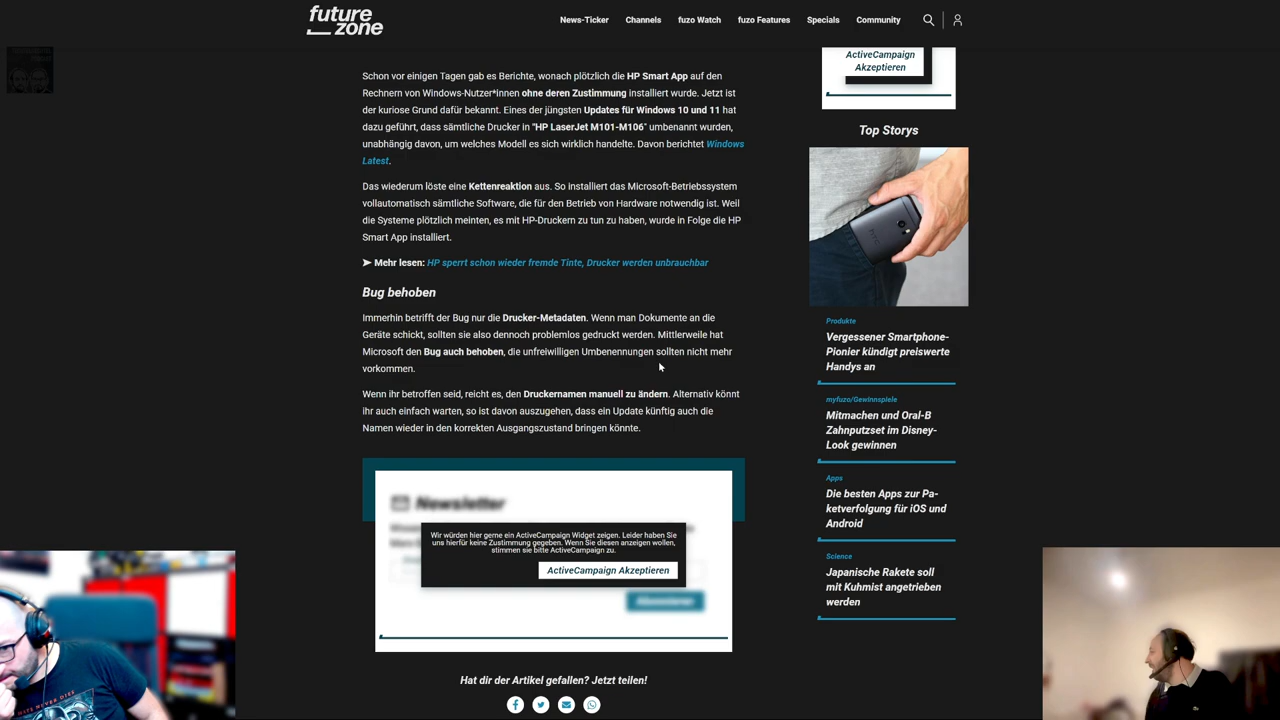 future
zone
News-Ticker
Channels
fuzo Watch
fuzo Features
Specials
Community
Schon vor einigen Tagen gab es Berichte, wonach plötzlich die HP Smart App auf den
Rechnern von Windows-Nutzer*innen ohne deren Zustimmung installiert wurde. Jetzt ist
der kuriose Grund dafür bekannt. Eines der jüngsten Updates für Windows 10 und 11 hat
dazu geführt, dass sämtliche Drucker in "HP LaserJet M101-M106" umbenannt wurden,
unabhängig davon, um welches Modell es sich wirklich handelte. Davon berichtet Windows
Latest.
Das wiederum löste eine Kettenreaktion aus. So installiert das Microsoft-Betriebssystem
vollautomatisch sämtliche Software, die für den Betrieb von Hardware notwendig ist. Weil
die Systeme plötzlich meinten, es mit HP-Druckern zu tun zu haben, wurde in Folge die HP
Smart App installiert.
➤ Mehr lesen: HP sperrt schon wieder fremde Tinte, Drucker werden unbrauchbar
Bug behoben
Immerhin betrifft der Bug nur die Drucker-Metadaten. Wenn man Dokumente an die
Geräte schickt, sollten sie also dennoch problemlos gedruckt werden. Mittlerweile hat
Microsoft den Bug auch behoben, die unfreiwilligen Umbenennungen sollten nicht mehr
vorkommen.
Wenn ihr betroffen seid, reicht es, den Druckernamen manuell zu ändern. Alternativ könnt
ihr auch einfach warten, so ist davon auszugehen, dass ein Update künftig auch die
Namen wieder in den korrekten Ausgangszustand bringen könnte.
Newsletter
Wir würden hier gerne ein ActiveCampaign Widget zeigen. Leider haben Sie
uns hierfür keine Zustimmung gegeben. Wenn Sie diesen anzeigen wollen,
stimmen sie bitte ActiveCampaign zu.
ActiveCampaign Akzeptieren
Abonnieren
Hat dir der Artikel gefallen? Jetzt teilen!
ActiveCampaign
Akzeptieren
Top Storys
htc
Produkte
Vergessener Smartphone-
Pionier kündigt preiswerte
Handys an
myfuzo/Gewinnspiele
Mitmachen und Oral-B
Zahnputzset im Disney-
Look gewinnen
Apps
Die besten Apps zur Pa-
ketverfolgung für iOS und
Android
Science
Japanische Rakete soll
mit Kuhmist angetrieben
werden